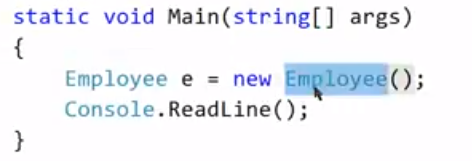 static void Main(string[] args)
{
    Employee e = new Employee();
    Console.ReadLine();
}